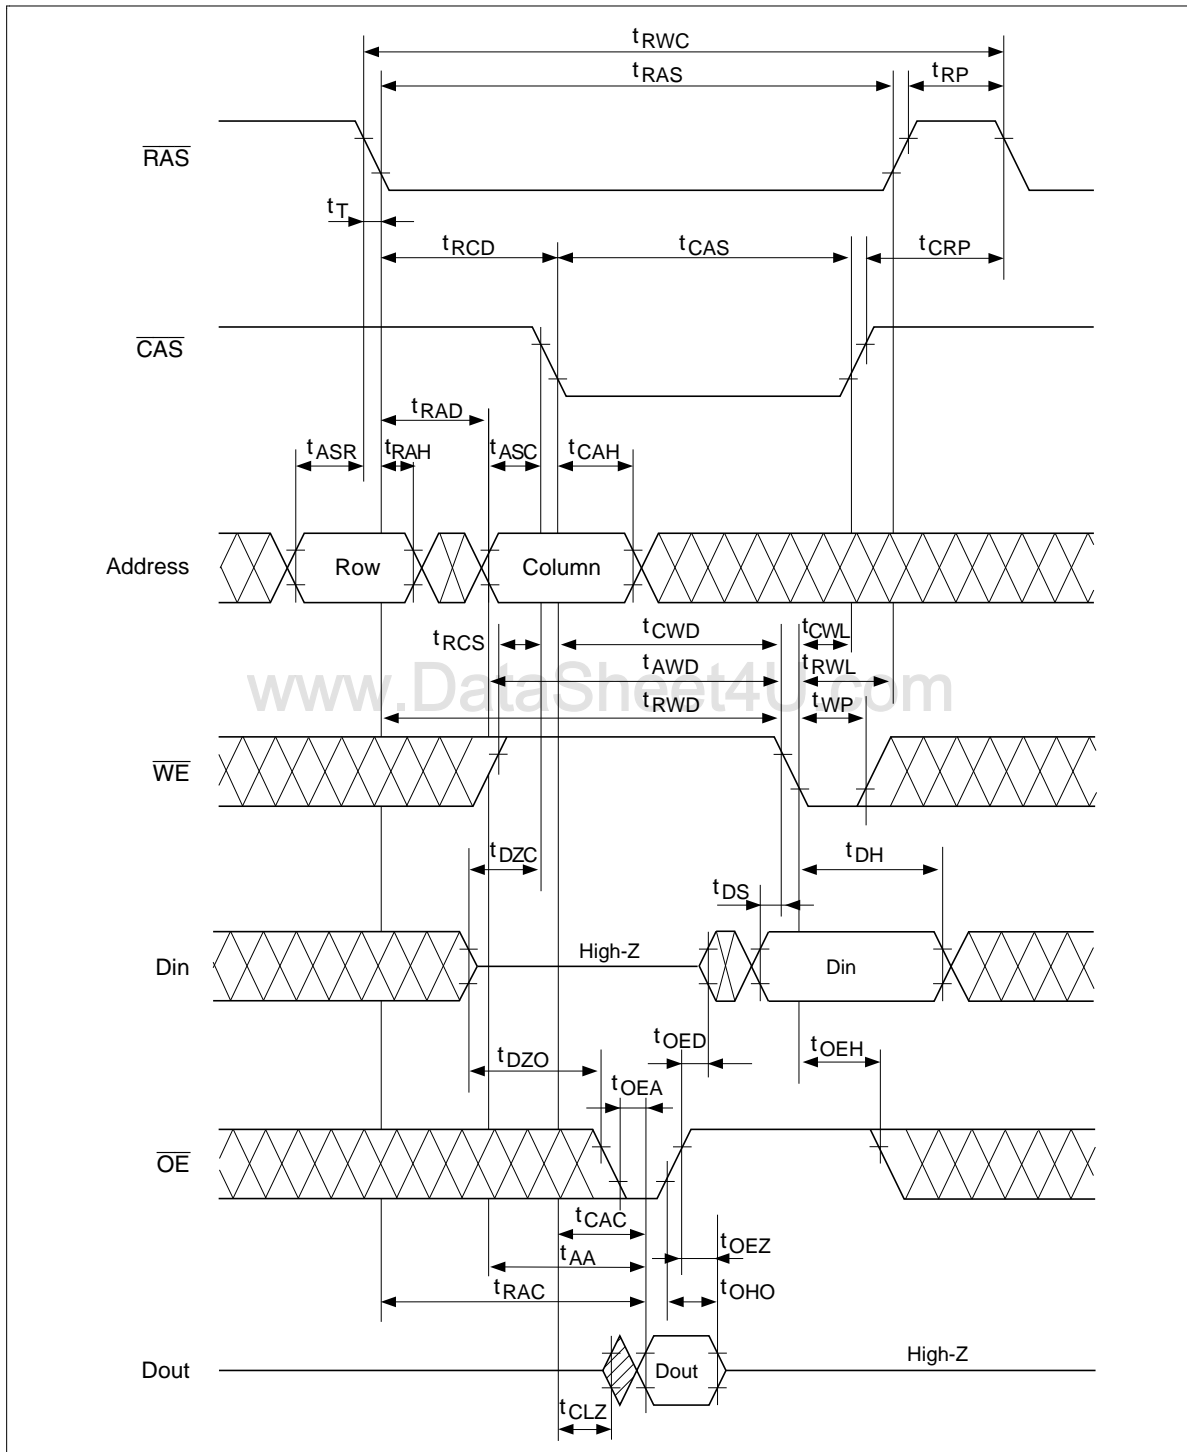 tRWC
tRAS
tRP
RAS
tT
tRCD
tCAS
tCRP
CAS
tRAD
tASR
tRAH
tASC
tCAH
Address
Row
Column
tRCS
tCWD
tCWL
tAWD
tRWL
www.DataSheet4U.com
tRWD
tWP
WE
tDZC
tDH
tDS
Din
High-Z
Din
tOED
tOEH
tDZO
tOEA
OE
tCAC
tOEZ
tAA
tRAC
tOHO
Dout
Dout
High-Z
tCLZ